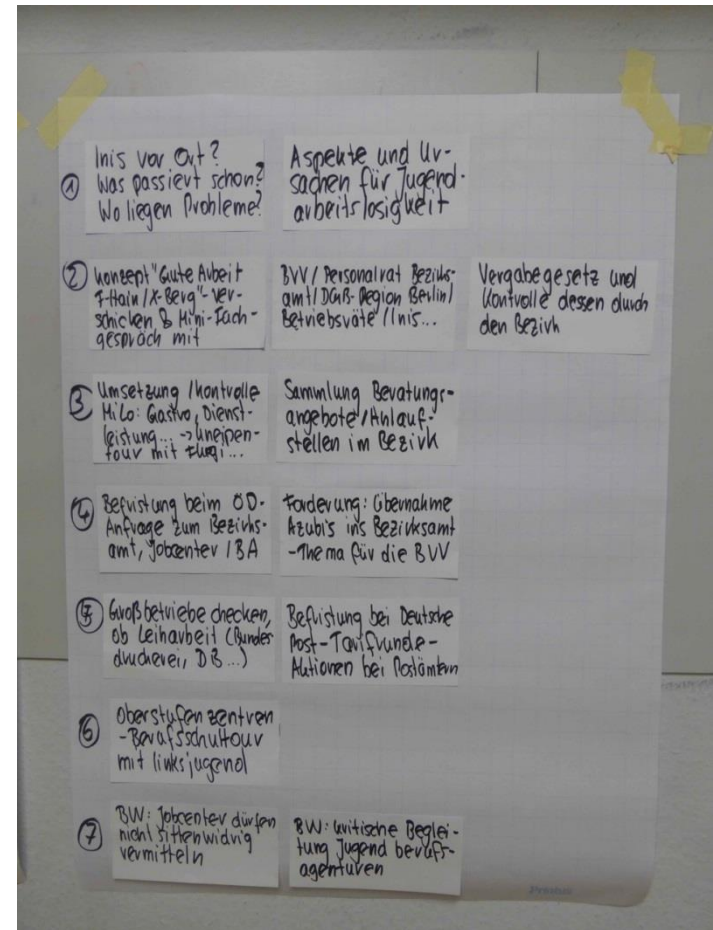 ①
Inis vor Ort?
Was passiert schon?
Wo liegen Probleme?
Aspekte und Ur-
sachen für Jugend-
arbeitslosigkeit
②
Konzept "Gute Arbeit
F-Hain/X-Berg"-ver-
schicken & Mini-Fach-
gespräch mit
BVV/Personalrat Bezirks-
amt/DGB-Region Berlin/
Betriebsräte/Inis...
Vergabegesetz und
Kontrolle dessen durch
den Bezirk
③
Umsetzung/Kontrolle
MiLo: Gastro, Dienst-
leistung... -> Kneipen-
tour mit
Sammlung Beratungs-
angebote/Anlauf-
stellen im Bezirk
④
Befristung beim ÖD-
Anfrage zum Bezirks-
amt, Jobcenter/BA
Forderung: Übernahme
Azubis ins Bezirksamt
-Thema für die BVV
⑤
Großbetriebe checken,
ob Leiharbeit (Bundes
druckerei, DB...)
Befristung bei Deutsche
Post-Tarifrunde-
Aktionen bei Postämtern
⑥
Oberstufenzentren
-Berufsschultour
mit linksjugend
⑦
BW: Jobcenter dürfen
nicht sittenwidrig
vermitteln
BW: kritische Beglei-
tung Jugendberufs-
agenturen